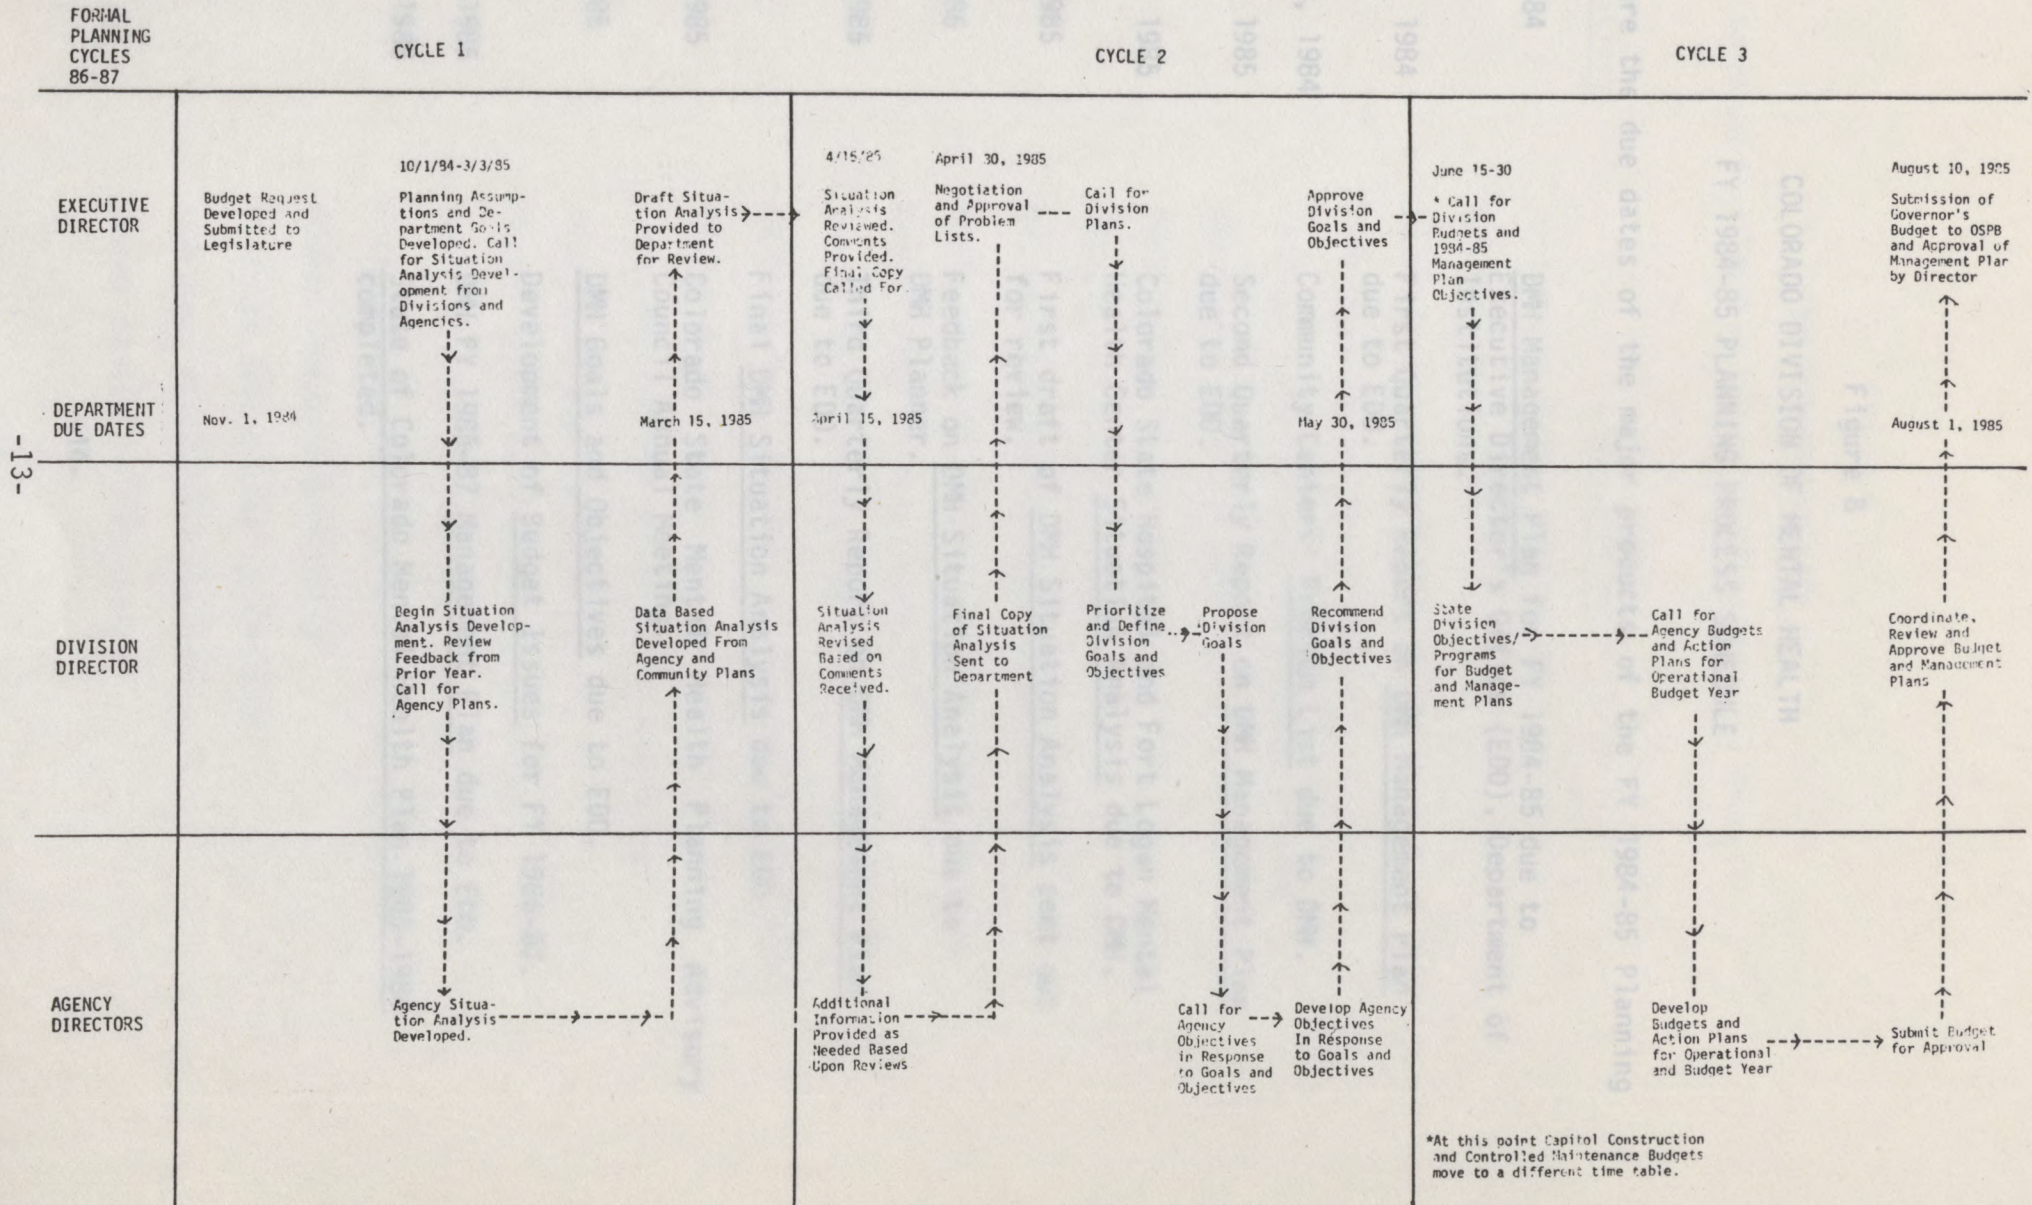 FORMAL
PLANNING
CYCLES
86-87
CYCLE 1
CYCLE 2
CYCLE 3
EXECUTIVE
DIRECTOR
Budget Request
Developed and
Submitted to
Legislature
10/1/84-3/3/85
Planning Assump-
tions and De-
partment Goals
Developed. Call
for Situation
Analysis Devel-
opment from
Divisions and
Agencies.
Draft Situa-
tion Analysis
Provided to
Department
for Review.
4/15/85
Situation
Analysis
Reviewed.
Comments
Provided.
Final Copy
Called For.
April 30, 1985
Negotiation
and Approval
of Problem
Lists.
Call for
Division
Plans.
Approve
Division
Goals and
Objectives
June 15-30
* Call for
Division
Budgets and
1984-85
Management
Plan
Objectives.
August 10, 1985
Submission of
Governor's
Budget to OSPB
and Approval of
Management Plan
by Director
DEPARTMENT
DUE DATES
Nov. 1, 1984
March 15, 1985
April 15, 1985
May 30, 1985
August 1, 1985
-13-
DIVISION
DIRECTOR
Begin Situation
Analysis Develop-
ment. Review
Feedback from
Prior Year.
Call for
Agency Plans.
Data Based
Situation Analysis
Developed From
Agency and
Community Plans
Situation
Analysis
Revised
Based on
Comments
Received.
Final Copy
of Situation
Analysis
Sent to
Department
Prioritize
and Define
Division
Goals and
Objectives
Propose
Division
Goals
Recommend
Division
Goals and
Objectives
State
Division
Objectives/
Programs
for Budget
and Manage-
ment Plans
Call for
Agency Budgets
and Action
Plans for
Operational
Budget Year
Coordinate,
Review and
Approve Budget
and Management
Plans
AGENCY
DIRECTORS
Agency Situa-
tion Analysis
Developed.
Additional
Information
Provided as
Needed Based
Upon Reviews
Call for
Agency
Objectives
in Response
to Goals and
Objectives
Develop Agency
Objectives
In Response
to Goals and
Objectives
Develop
Budgets and
Action Plans
for Operational
and Budget Year
Submit Budget
for Approval
*At this point Capitol Construction
and Controlled Maintenance Budgets
move to a different time table.